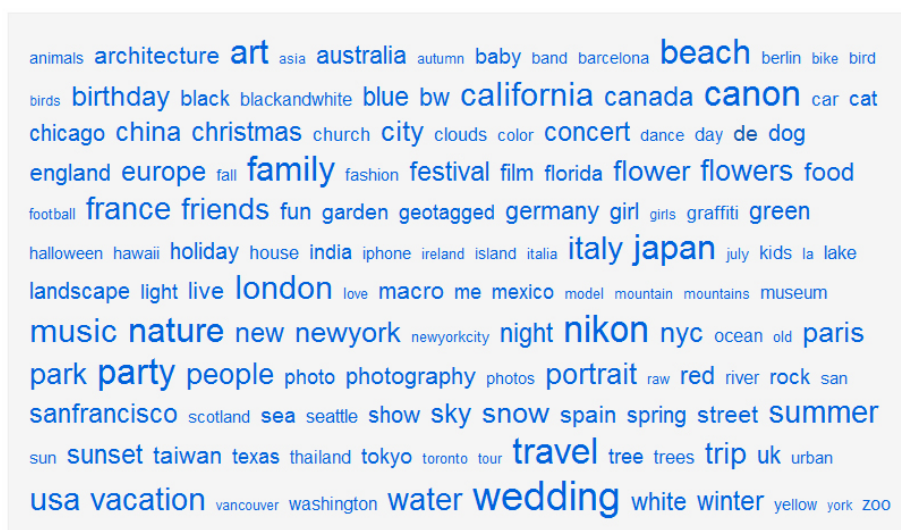 animals architecture art asia australia autumn baby band barcelona beach berlin bike bird
birds birthday black blackandwhite blue bw california canada canon car cat
chicago china christmas church city clouds color concert dance day de dog
england europe fall family fashion festival film florida flower flowers food
football france friends fun garden geotagged germany girl girls graffiti green
halloween hawaii holiday house india iphone ireland island italia italy japan july kids la lake
landscape light live london love macro me mexico model mountain mountains museum
music nature new newyork newyorkcity night nikon nyc ocean old paris
park party people photo photography photos portrait raw red river rock san
sanfrancisco scotland sea seattle show sky snow spain spring street summer
sun sunset taiwan texas thailand tokyo toronto tour travel tree trees trip uk urban
usa vacation vancouver washington water wedding white winter yellow york zoo